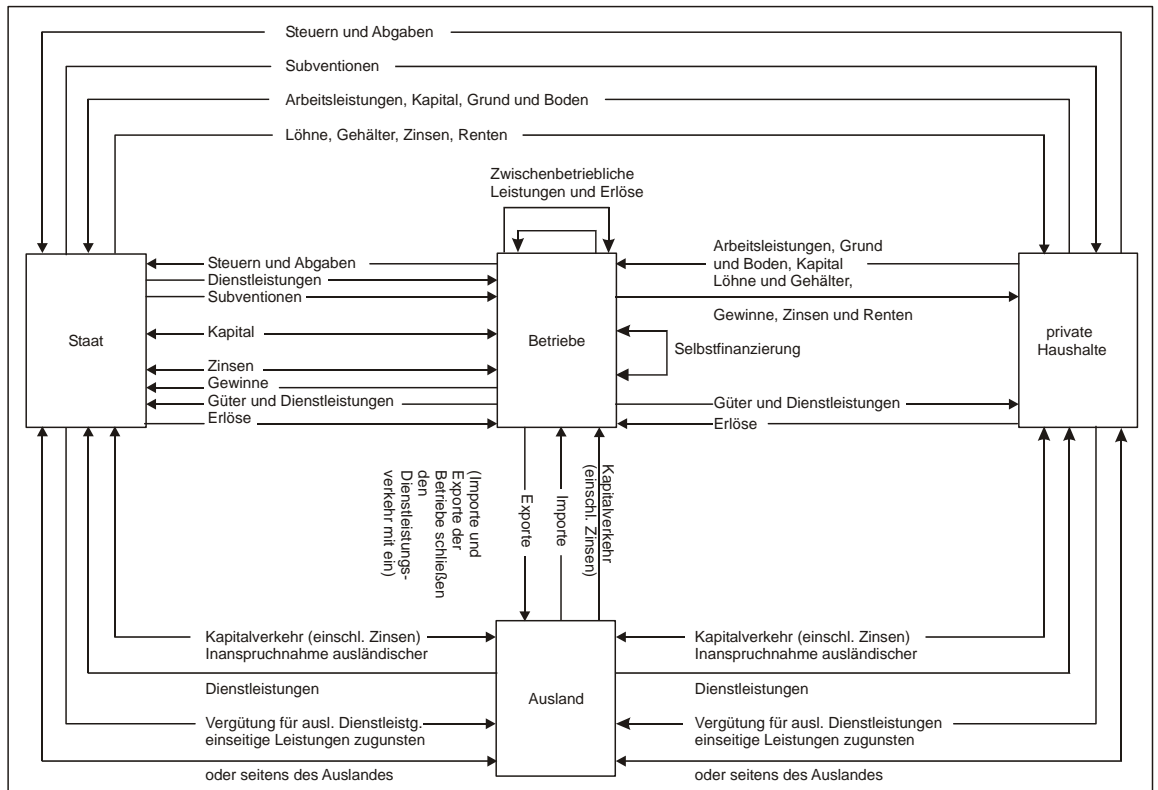 Steuern und Abgaben
Subventionen
Arbeitsleistungen, Kapital, Grund und Boden
Löhne, Gehälter, Zinsen, Renten
Zwischenbetriebliche
Leistungen und Erlöse
Steuern und Abgaben
Dienstleistungen
Subventionen
Kapital
Zinsen
Gewinne
Güter und Dienstleistungen
Erlöse
Staat
Betriebe
Arbeitsleistungen, Grund
und Boden, Kapital
Löhne und Gehälter,
Gewinne, Zinsen und Renten
Selbstfinanzierung
Güter und Dienstleistungen
Erlöse
private
Haushalte
(Importe und
Exporte der
Betriebe schließen
den
Dienstleistungs-
verkehr mit ein)
Exporte
Importe
Kapitalverkehr
(einschl. Zinsen)
Kapitalverkehr (einschl. Zinsen)
Inanspruchnahme ausländischer
Dienstleistungen
Vergütung für ausl. Dienstleistg.
einseitige Leistungen zugunsten
oder seitens des Auslandes
Ausland
Kapitalverkehr (einschl. Zinsen)
Inanspruchnahme ausländischer
Dienstleistungen
Vergütung für ausl. Dienstleistungen
einseitige Leistungen zugunsten
oder seitens des Auslandes